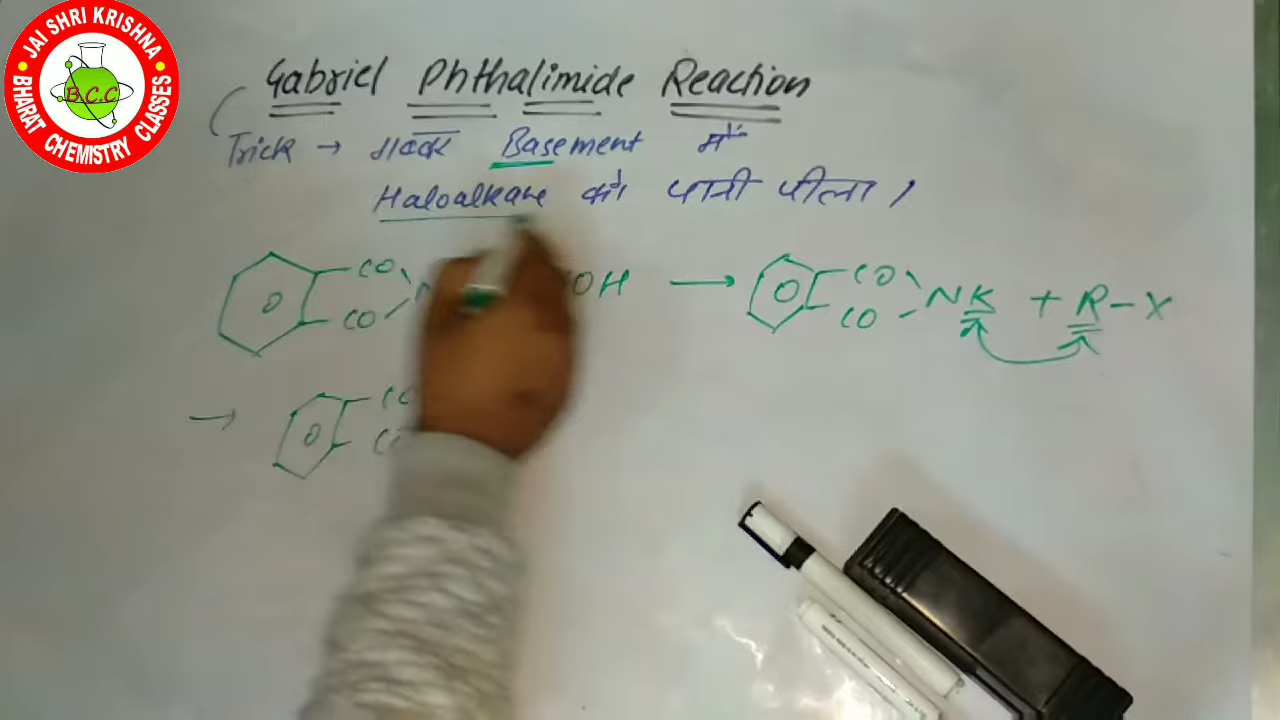 JAI SHRI KRISHNA
B.C.C
BHARAT CHEMISTRY CLASSES
Gabriel Phthalimide Reaction
(Trick → Basement में
Haloalkane को पानी पीला,
CO CO N OH → CO CO NK + R-X
→